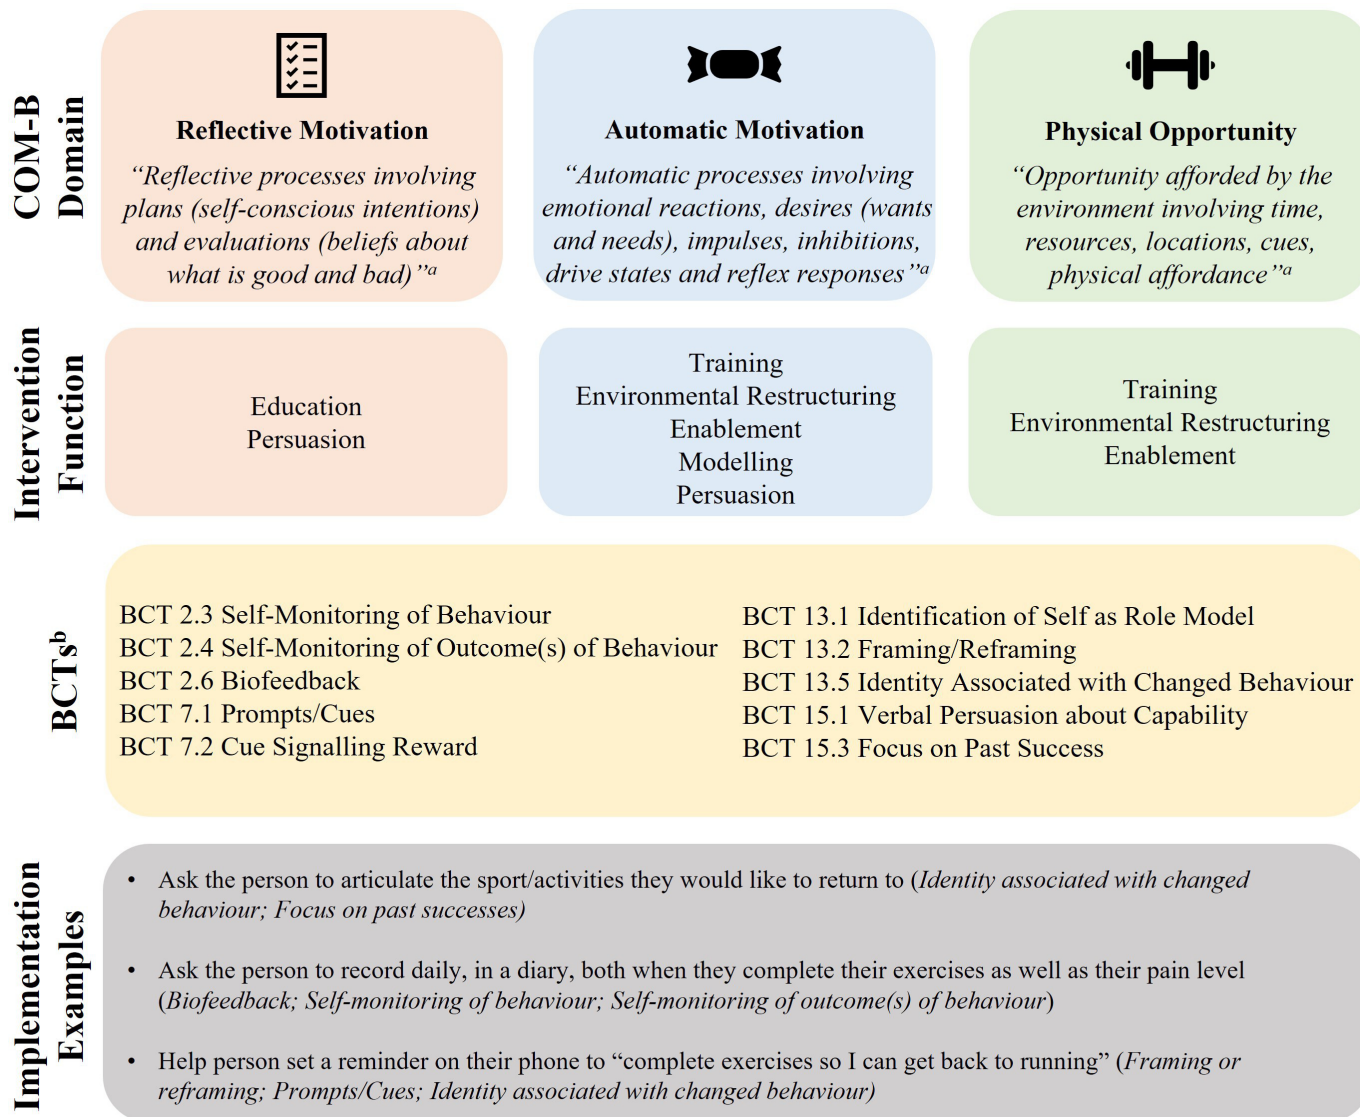 COM-B
Domain
Reflective Motivation
“Reflective processes involving
plans (self-conscious intentions)
and evaluations (beliefs about
what is good and bad)”a
Automatic Motivation
“Automatic processes involving
emotional reactions, desires (wants
and needs), impulses, inhibitions,
drive states and reflex responses”a
Physical Opportunity
“Opportunity afforded by the
environment involving time,
resources, locations, cues,
physical affordance”a
Intervention
Function
Education
Persuasion
Training
Environmental Restructuring
Enablement
Modelling
Persuasion
Training
Environmental Restructuring
Enablement
BCTsb
BCT 2.3 Self-Monitoring of Behaviour
BCT 2.4 Self-Monitoring of Outcome(s) of Behaviour
BCT 2.6 Biofeedback
BCT 7.1 Prompts/Cues
BCT 7.2 Cue Signalling Reward
BCT 13.1 Identification of Self as Role Model
BCT 13.2 Framing/Reframing
BCT 13.5 Identity Associated with Changed Behaviour
BCT 15.1 Verbal Persuasion about Capability
BCT 15.3 Focus on Past Success
Implementation
Examples
• Ask the person to articulate the sport/activities they would like to return to (Identity associated with changed
behaviour; Focus on past successes)
• Ask the person to record daily, in a diary, both when they complete their exercises as well as their pain level
(Biofeedback; Self-monitoring of behaviour; Self-monitoring of outcome(s) of behaviour)
• Help person set a reminder on their phone to “complete exercises so I can get back to running” (Framing or
reframing; Prompts/Cues; Identity associated with changed behaviour)